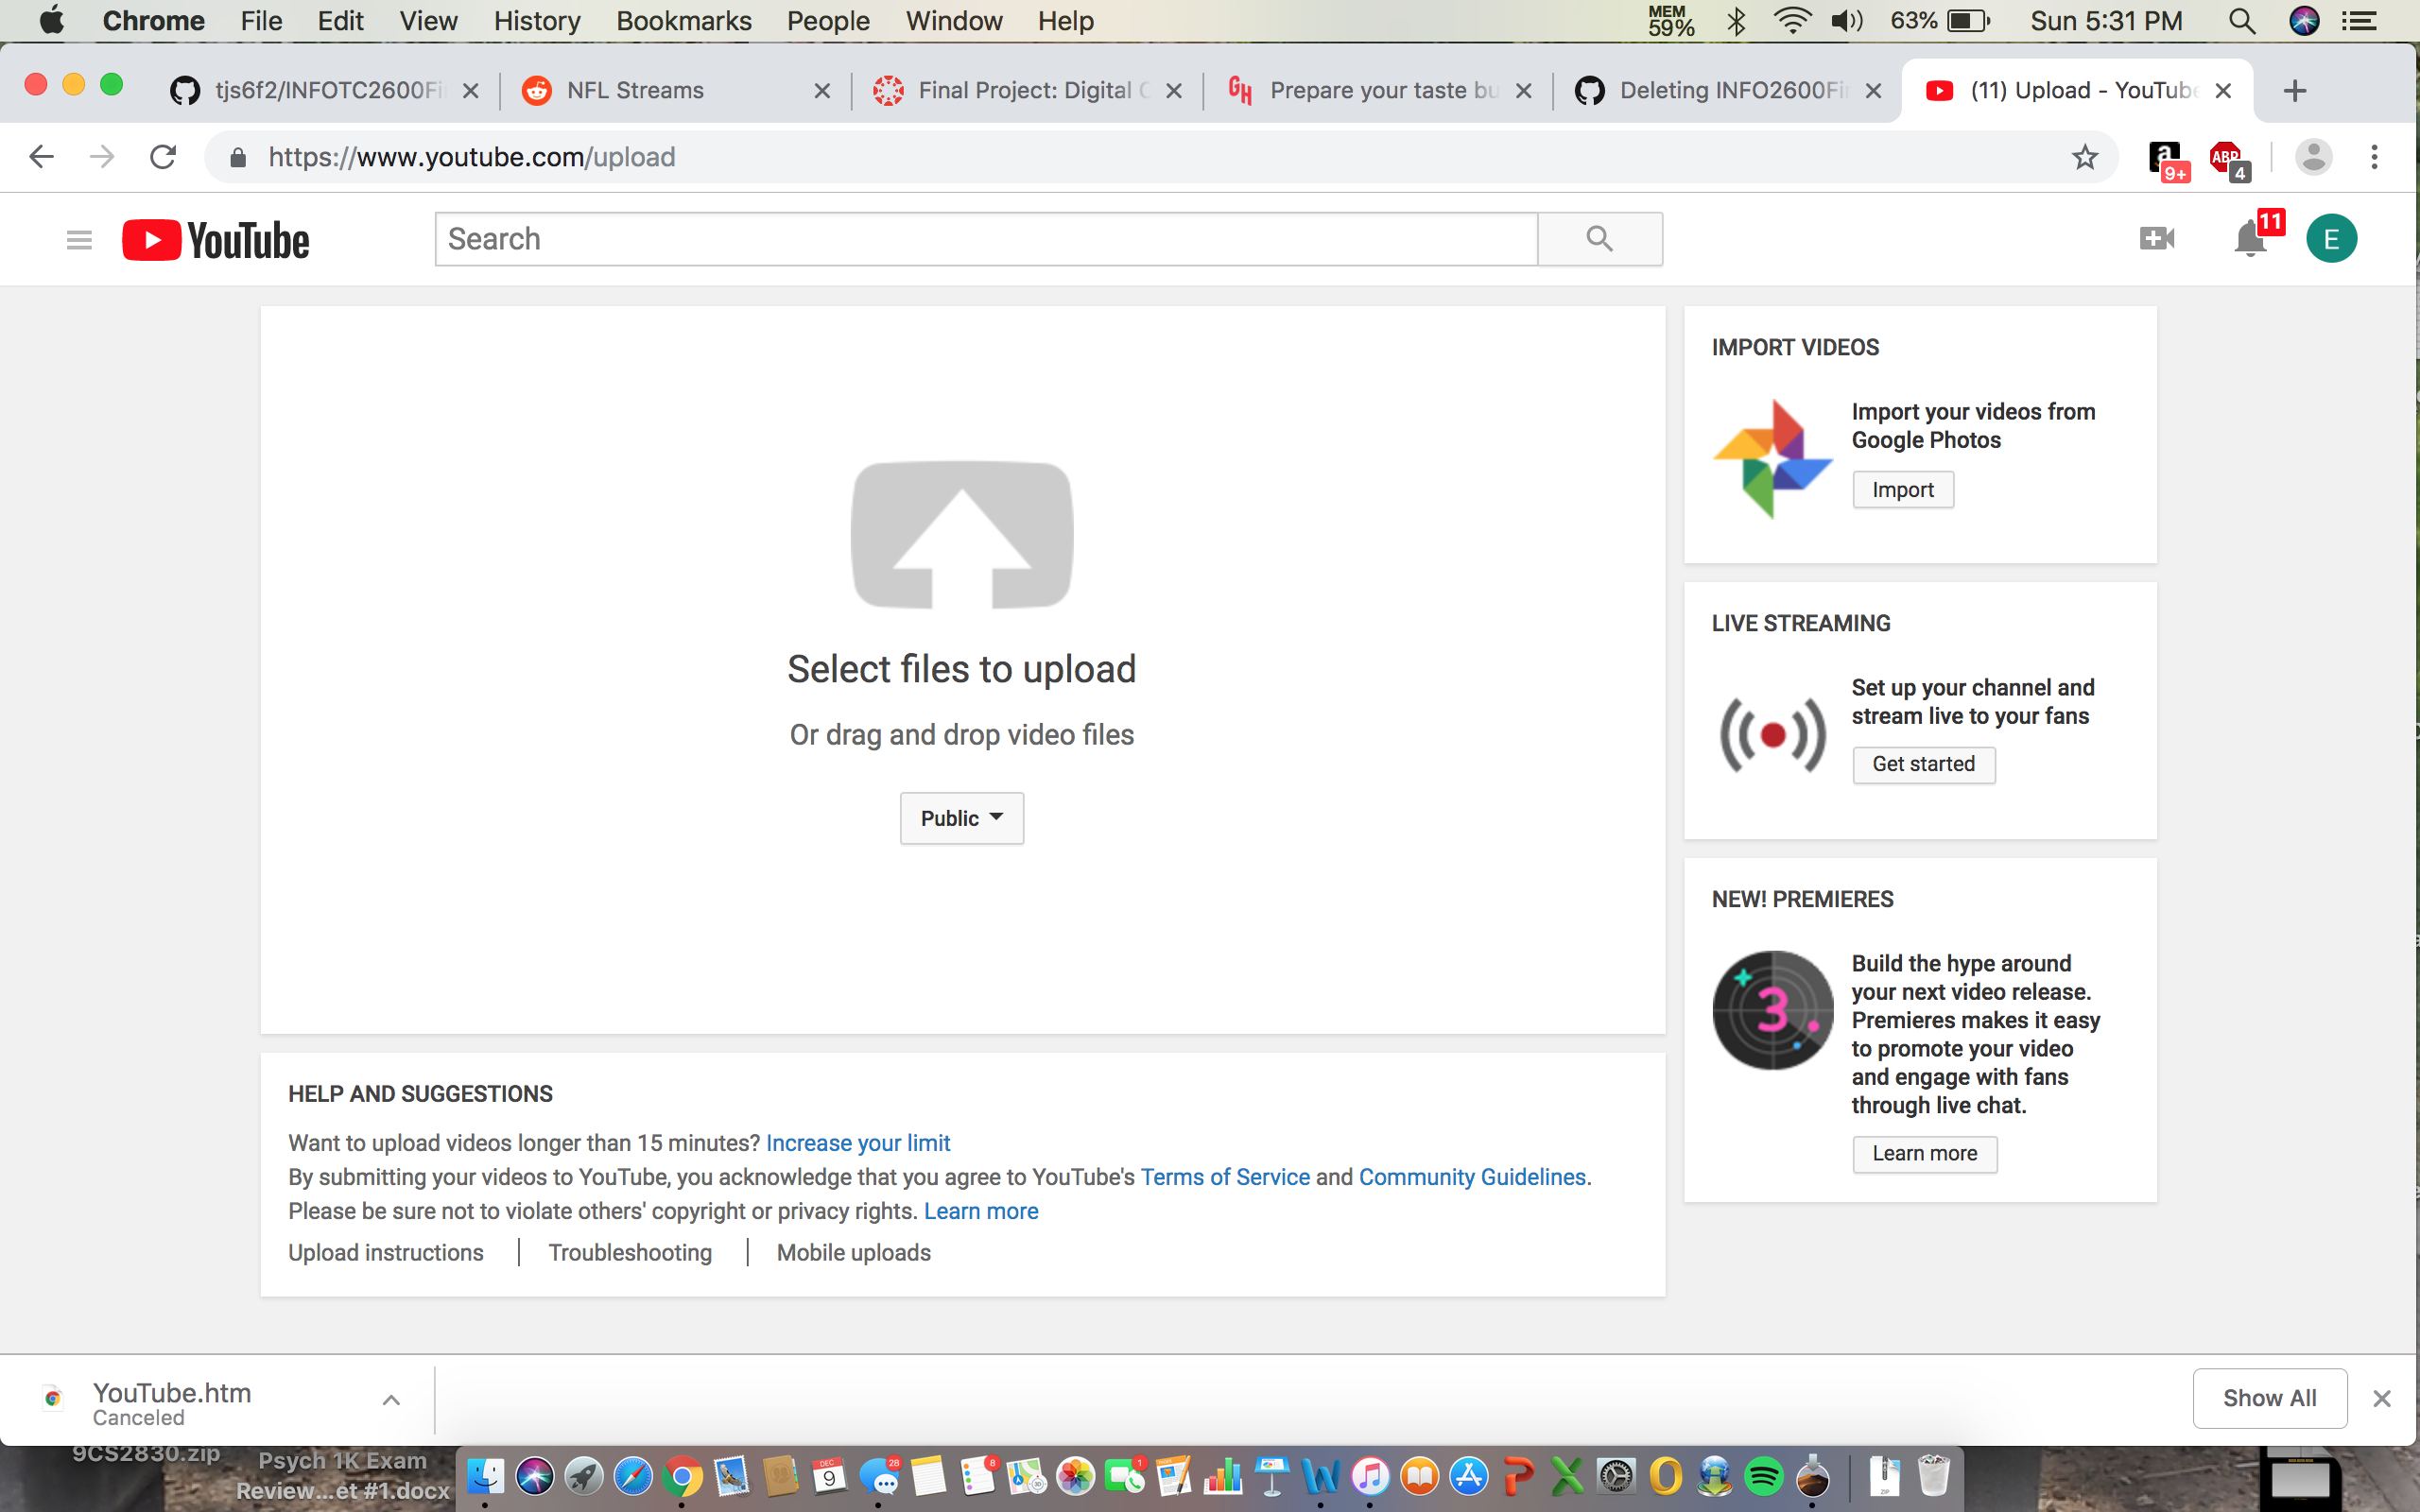 Chrome File Edit View History Bookmarks People Window Help MEM 59% 63% Sun 5:31 PM
tjs6f2/INFOTC2600Fi NFL Streams Final Project: Digital C Prepare your taste bu Deleting INFO2600Fi (11) Upload - YouTube
https://www.youtube.com/upload a 9+ ABP 4
YouTube Search 11 E
Select files to upload
Or drag and drop video files
Public
IMPORT VIDEOS
Import your videos from
Google Photos
Import
LIVE STREAMING
Set up your channel and
stream live to your fans
Get started
NEW! PREMIERES
3
Build the hype around
your next video release.
Premieres makes it easy
to promote your video
and engage with fans
through live chat.
Learn more
HELP AND SUGGESTIONS
Want to upload videos longer than 15 minutes? Increase your limit
By submitting your videos to YouTube, you acknowledge that you agree to YouTube's Terms of Service and Community Guidelines.
Please be sure not to violate others' copyright or privacy rights. Learn more
Upload instructions Troubleshooting Mobile uploads
YouTube.htm
Canceled
Show All
9CS2830.zip
Psych 1K Exam
Review...et #1.docx
DEC 9 28 8 1 ZIP